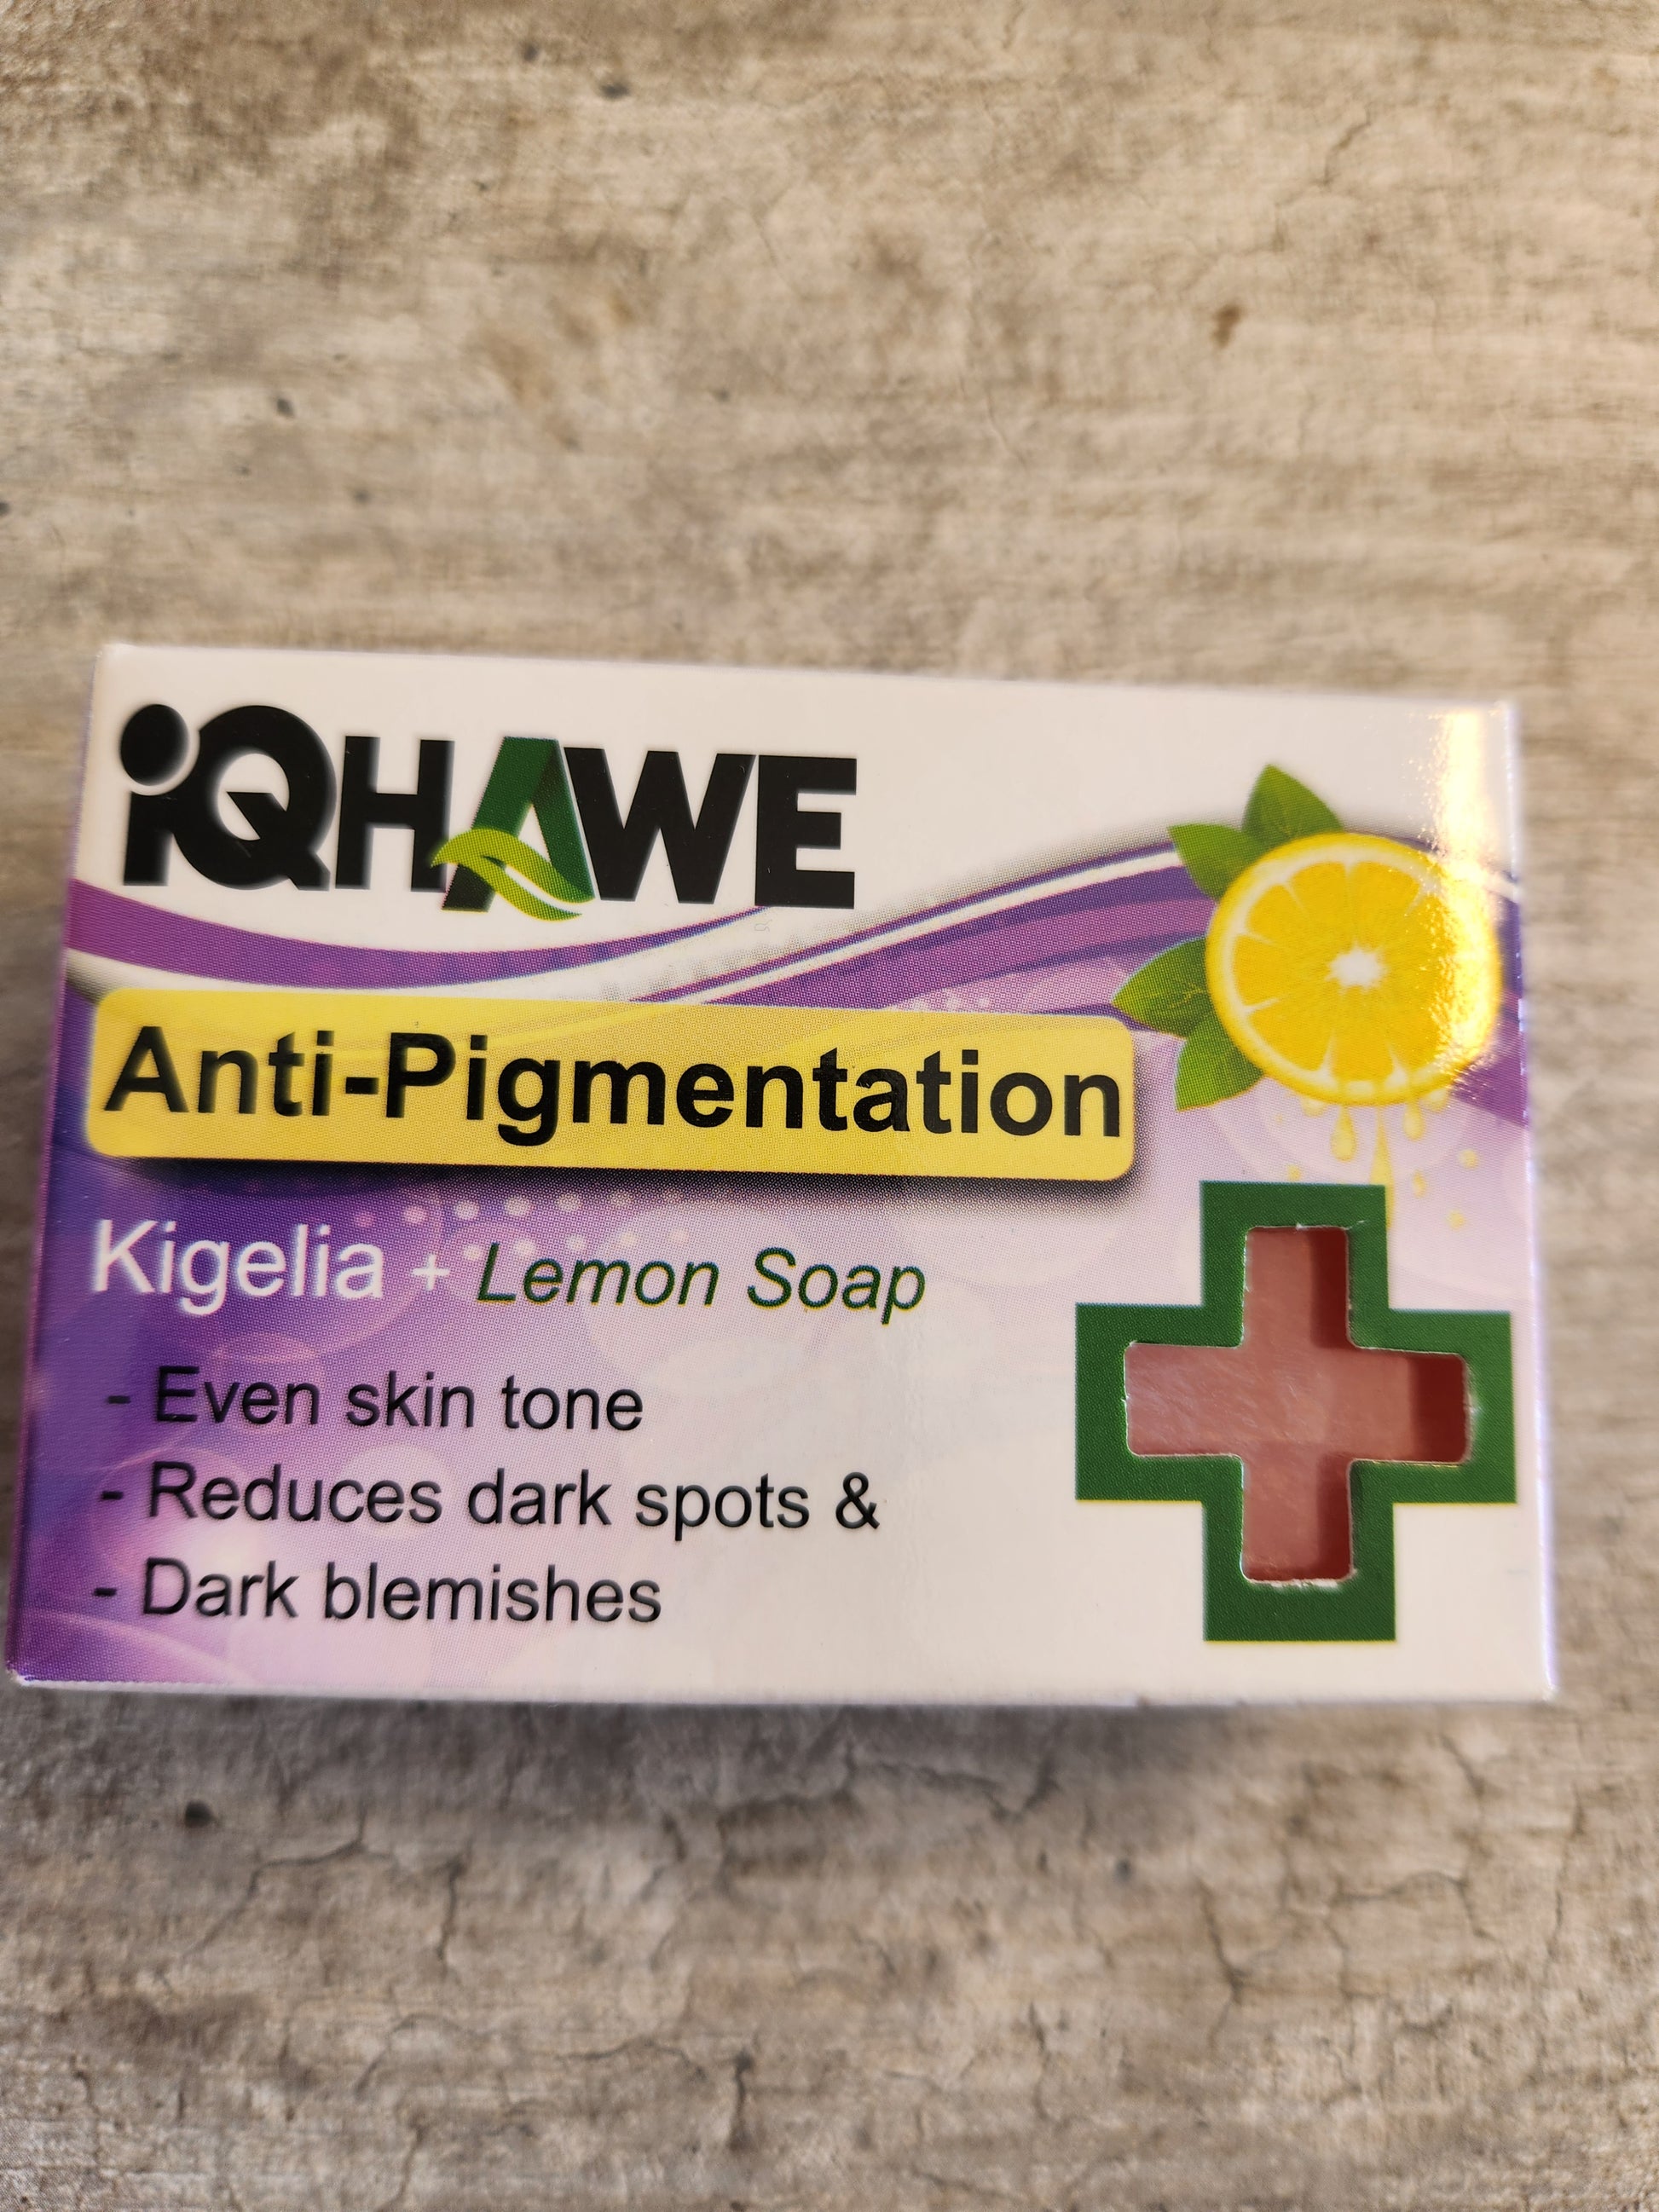 iQHAWE
Anti-Pigmentation
Kigelia + Lemon Soap
- Even skin tone
- Reduces dark spots &
- Dark blemishes